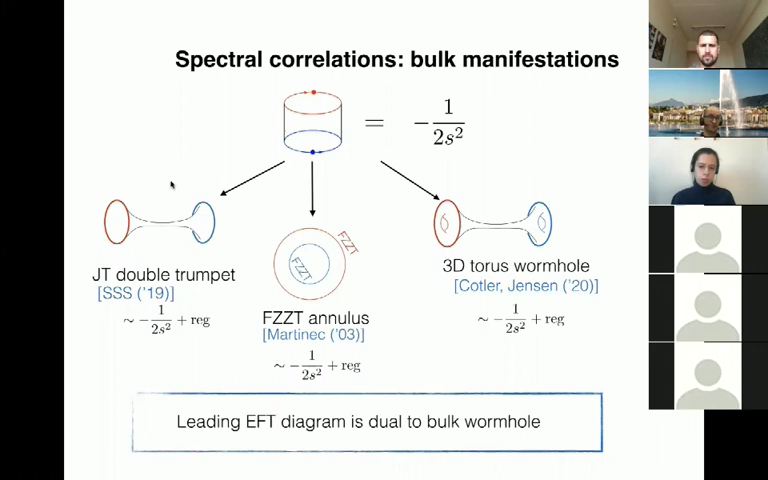 Spectral correlations: bulk manifestations
= -1/2s²
JT double trumpet
[SSS ('19)]
~ -1/2s² + reg
FZZT
FZZT
FZZT annulus
[Martinec ('03)]
~ -1/2s² + reg
3D torus wormhole
[Cotler, Jensen ('20)]
~ -1/2s² + reg
Leading EFT diagram is dual to bulk wormhole